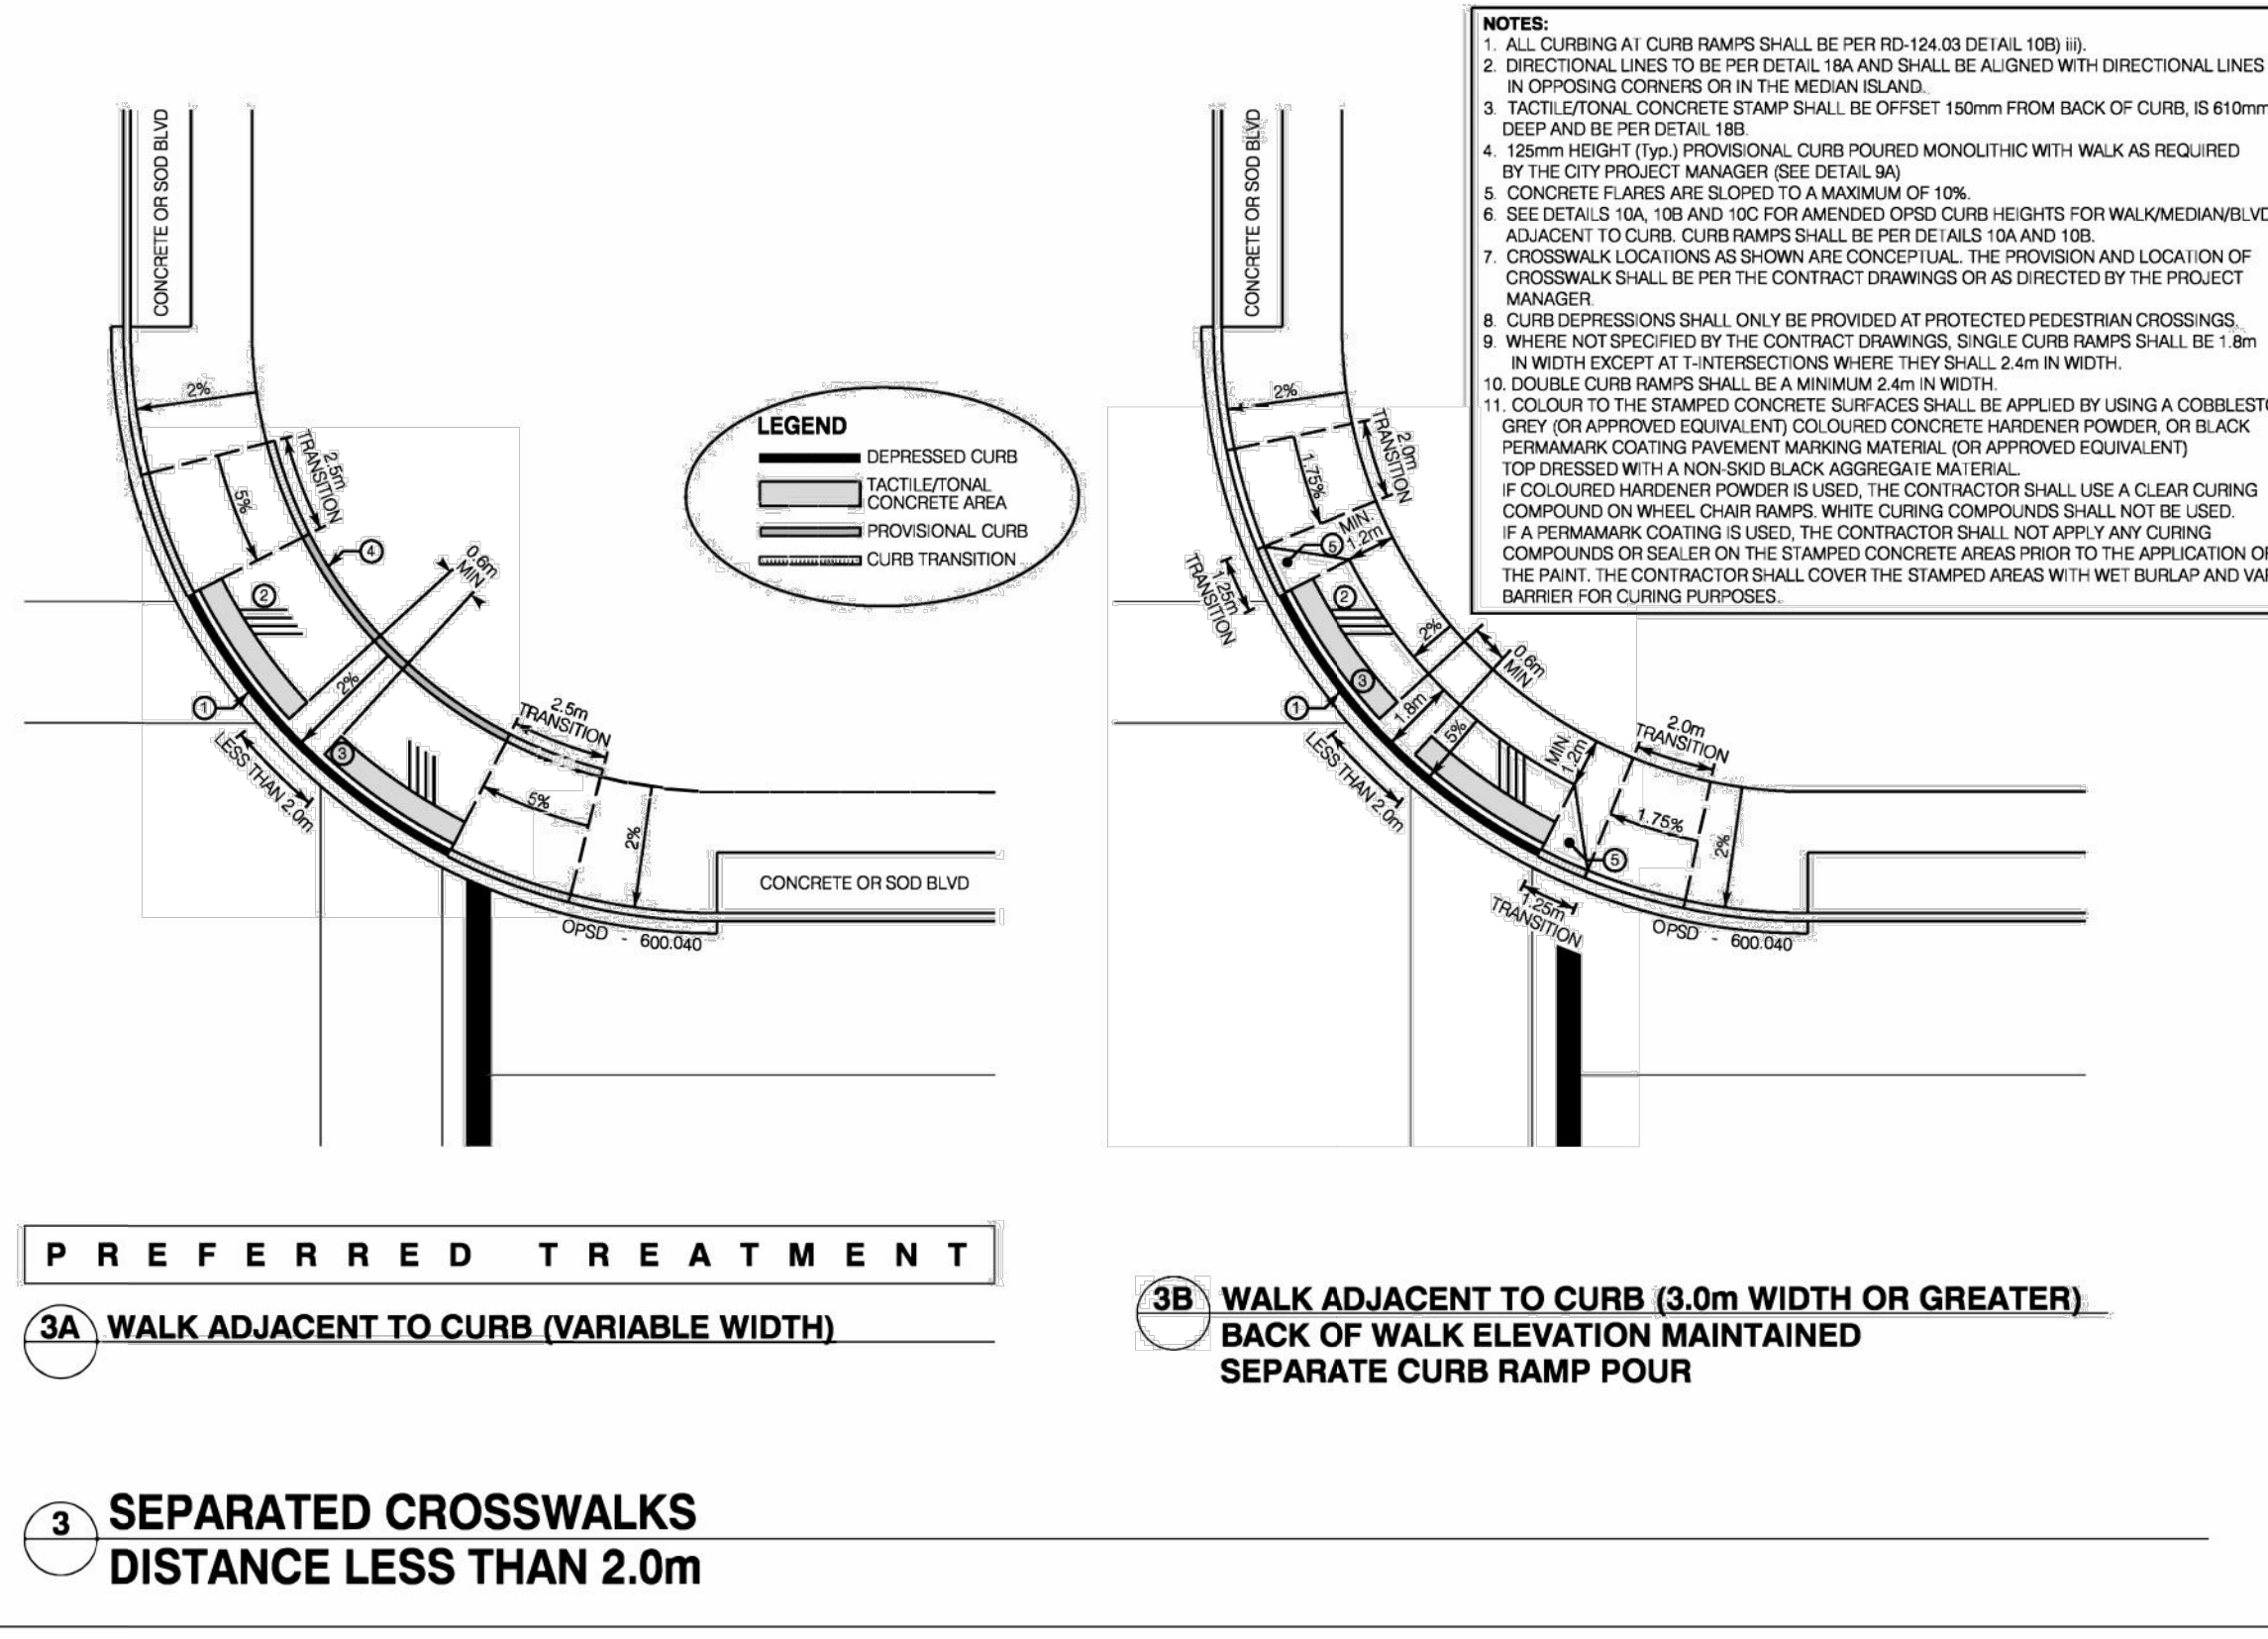 NOTES:
1. ALL CURBING AT CURB RAMPS SHALL BE PER RD-124.03 DETAIL 10B) iii).
2. DIRECTIONAL LINES TO BE PER DETAIL 18A AND SHALL BE ALIGNED WITH DIRECTIONAL LINES
IN OPPOSING CORNERS OR IN THE MEDIAN ISLAND.
3. TACTILE/TONAL CONCRETE STAMP SHALL BE OFFSET 150mm FROM BACK OF CURB, IS 610mm
DEEP AND BE PER DETAIL 18B.
4. 125mm HEIGHT (Typ.) PROVISIONAL CURB POURED MONOLITHIC WITH WALK AS REQUIRED
BY THE CITY PROJECT MANAGER (SEE DETAIL 9A)
5. CONCRETE FLARES ARE SLOPED TO A MAXIMUM OF 10%.
6. SEE DETAILS 10A, 10B AND 10C FOR AMENDED OPSD CURB HEIGHTS FOR WALK/MEDIAN/BLVD
ADJACENT TO CURB. CURB RAMPS SHALL BE PER DETAILS 10A AND 10B.
7. CROSSWALK LOCATIONS AS SHOWN ARE CONCEPTUAL. THE PROVISION AND LOCATION OF
CROSSWALK SHALL BE PER THE CONTRACT DRAWINGS OR AS DIRECTED BY THE PROJECT
MANAGER.
8. CURB DEPRESSIONS SHALL ONLY BE PROVIDED AT PROTECTED PEDESTRIAN CROSSINGS.
9. WHERE NOT SPECIFIED BY THE CONTRACT DRAWINGS, SINGLE CURB RAMPS SHALL BE 1.8m
IN WIDTH EXCEPT AT T-INTERSECTIONS WHERE THEY SHALL 2.4m IN WIDTH.
10. DOUBLE CURB RAMPS SHALL BE A MINIMUM 2.4m IN WIDTH.
11. COLOUR TO THE STAMPED CONCRETE SURFACES SHALL BE APPLIED BY USING A
GREY (OR APPROVED EQUIVALENT) COLOURED CONCRETE HARDENER POWDER, OR BLACK
PERMAMARK COATING PAVEMENT MARKING MATERIAL (OR APPROVED EQUIVALENT)
TOP DRESSED WITH A NON-SKID BLACK AGGREGATE MATERIAL.
IF COLOURED HARDENER POWDER IS USED, THE CONTRACTOR SHALL USE A CLEAR CURING
COMPOUND ON WHEEL CHAIR RAMPS. WHITE CURING COMPOUNDS SHALL NOT BE USED.
IF A PERMAMARK COATING IS USED, THE CONTRACTOR SHALL NOT APPLY ANY CURING
COMPOUNDS OR SEALER ON THE STAMPED CONCRETE AREAS PRIOR TO THE APPLICATION OF
THE PAINT. THE CONTRACTOR SHALL COVER THE STAMPED AREAS WITH WET BURLAP AND
BARRIER FOR CURING PURPOSES.
CONCRETE OR SOD BLVD
2%
2.5m
TRANSITION
5%
4
0.6m
MIN
2
2%
1
3
LESS THAN 2.0m
2.5m
TRANSITION
5%
2%
CONCRETE OR SOD BLVD
OPSD - 600.040
LEGEND
DEPRESSED CURB
TACTILE/TONAL
CONCRETE AREA
PROVISIONAL CURB
CURB TRANSITION
CONCRETE OR SOD BLVD
2%
2.0m
TRANSITION
1.75%
MIN.
1.2m
5
1.25m
TRANSITION
2
2%
0.6m
MIN
3
1
1.8m
5%
LESS THAN 2.0m
MIN.
1.2m
2.0m
TRANSITION
1.75%
2%
5
1.25m
TRANSITION
OPSD - 600.040
PREFERRED TREATMENT
3A WALK ADJACENT TO CURB (VARIABLE WIDTH)
3B WALK ADJACENT TO CURB (3.0m WIDTH OR GREATER)
BACK OF WALK ELEVATION MAINTAINED
SEPARATE CURB RAMP POUR
3 SEPARATED CROSSWALKS
DISTANCE LESS THAN 2.0m